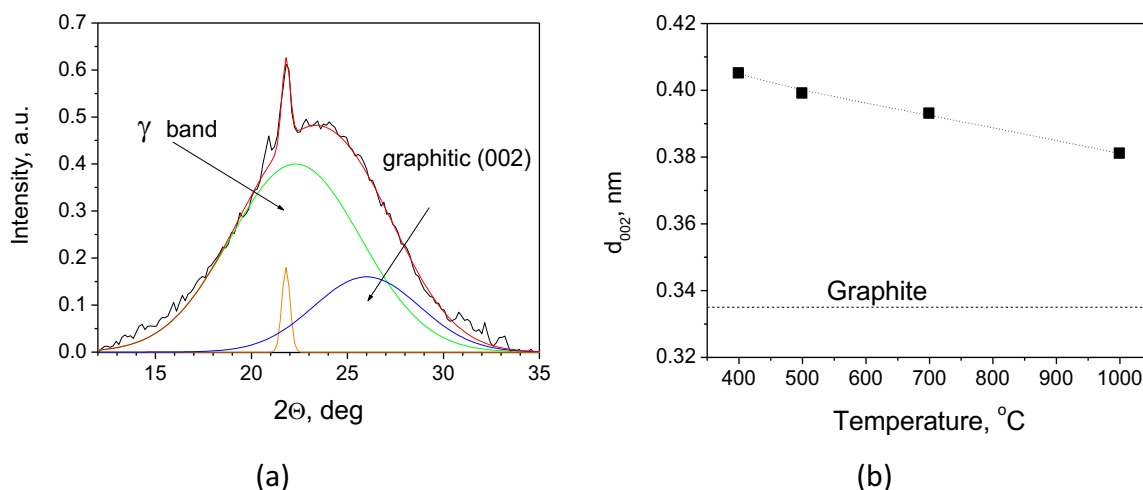 0.7
0.6
0.5
0.4
0.3
0.2
0.1
0.0
Intensity, a.u.
γ band
graphitic (002)
15 20 25 30 35
2Θ, deg
(a)
0.42
0.40
0.38
0.36
0.34
0.32
d002, nm
Graphite
400 500 600 700 800 900 1000
Temperature, oC
(b)